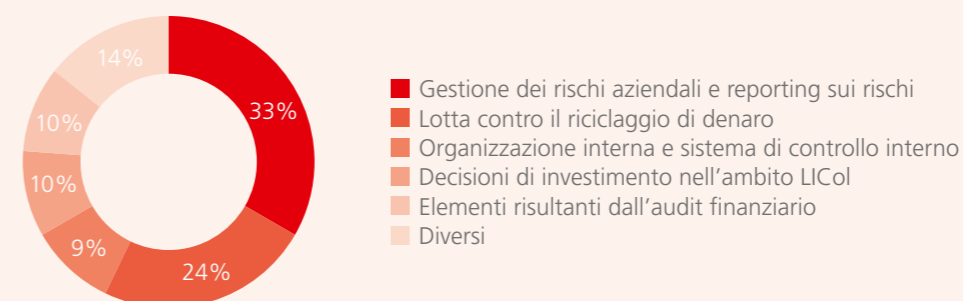 14%
33%
10%
10%
9%
24%
Gestione dei rischi aziendali e reporting sui rischi
Lotta contro il riciclaggio di denaro
Organizzazione interna e sistema di controllo interno
Decisioni di investimento nell’ambito LICol
Elementi risultanti dall’audit finanziario
Diversi